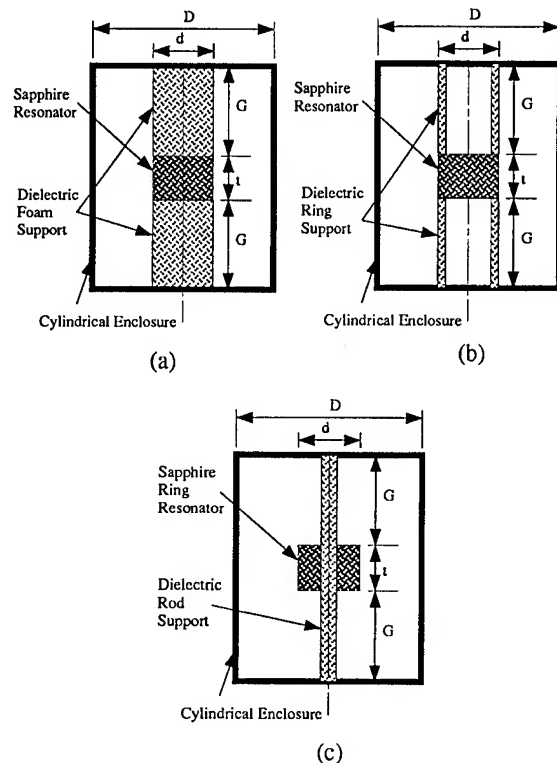 D
d
Sapphire
Resonator
G
t
Dielectric
Foam
Support
G
Cylindrical Enclosure
(a)
D
d
Sapphire
Resonator
G
t
Dielectric
Ring
Support
G
Cylindrical Enclosure
(b)
D
d
Sapphire
Ring
Resonator
G
t
Dielectric
Rod
Support
G
Cylindrical Enclosure
(c)